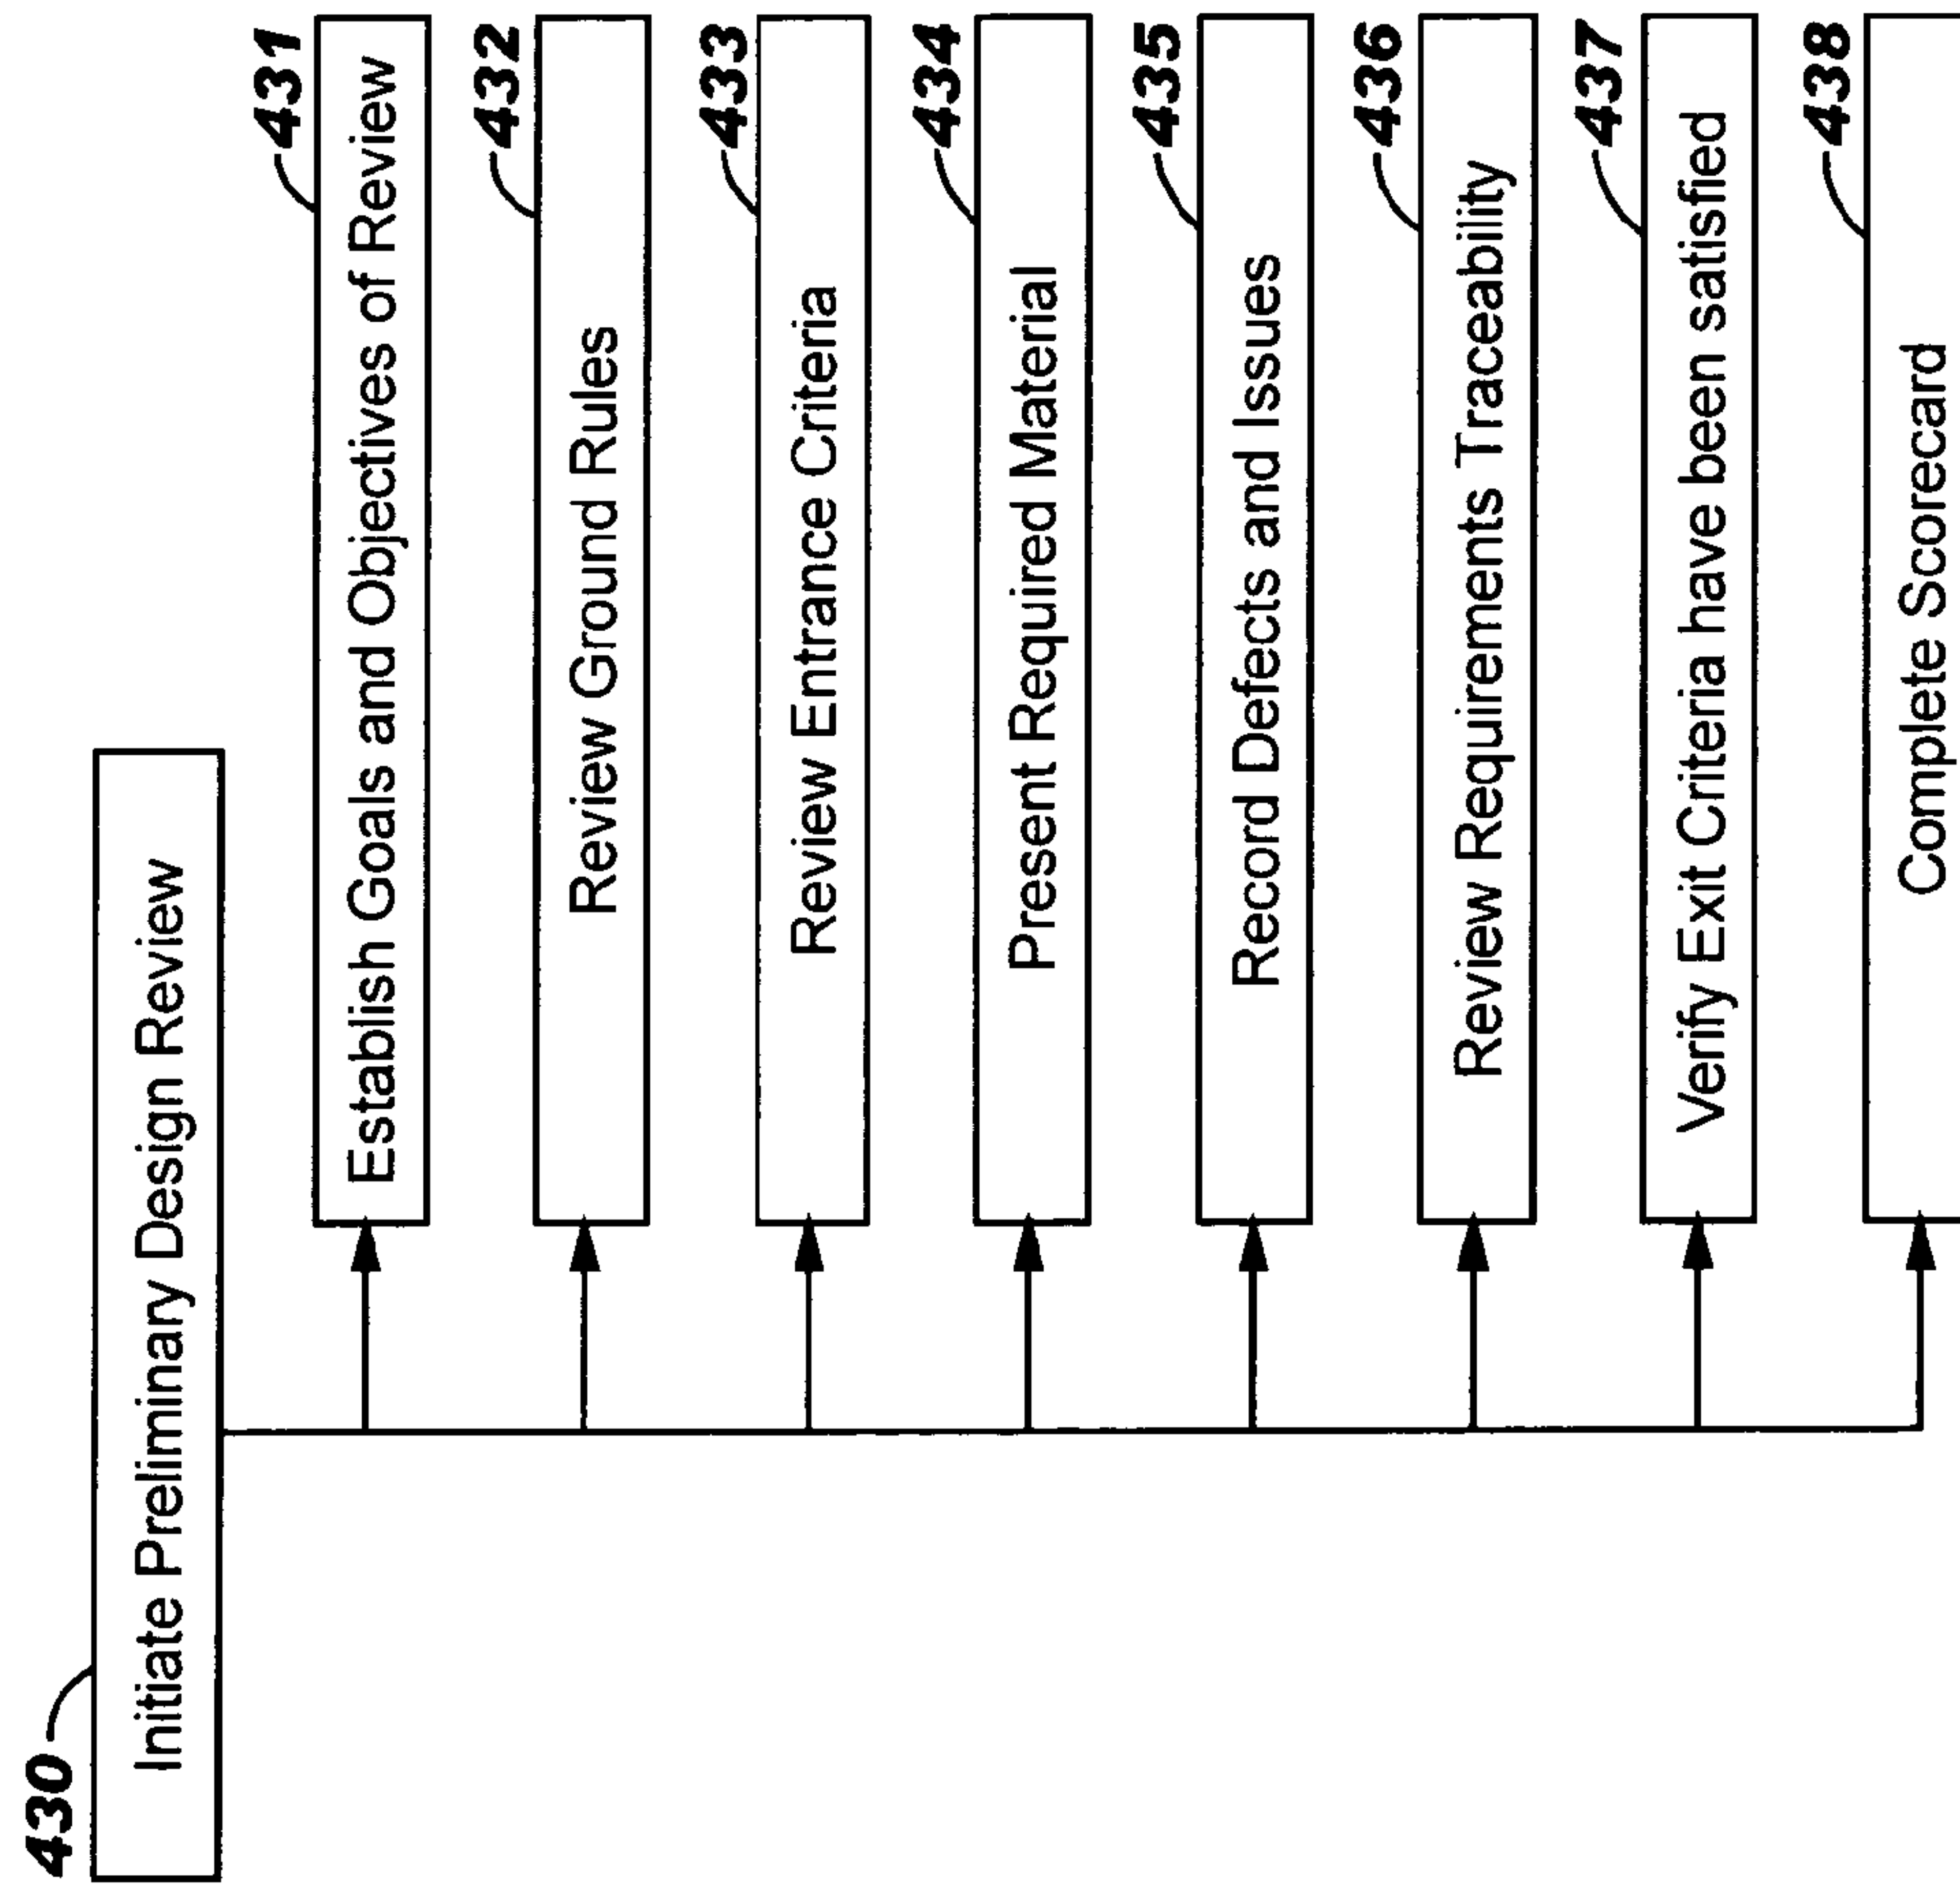 430
Initiate Preliminary Design Review
431
Establish Goals and Objectives of Review
432
Review Ground Rules
433
Review Entrance Criteria
434
Present Required Material
435
Record Defects and Issues
436
Review Requirements Traceability
437
Verify Exit Criteria have been satisfied
438
Complete Scorecard